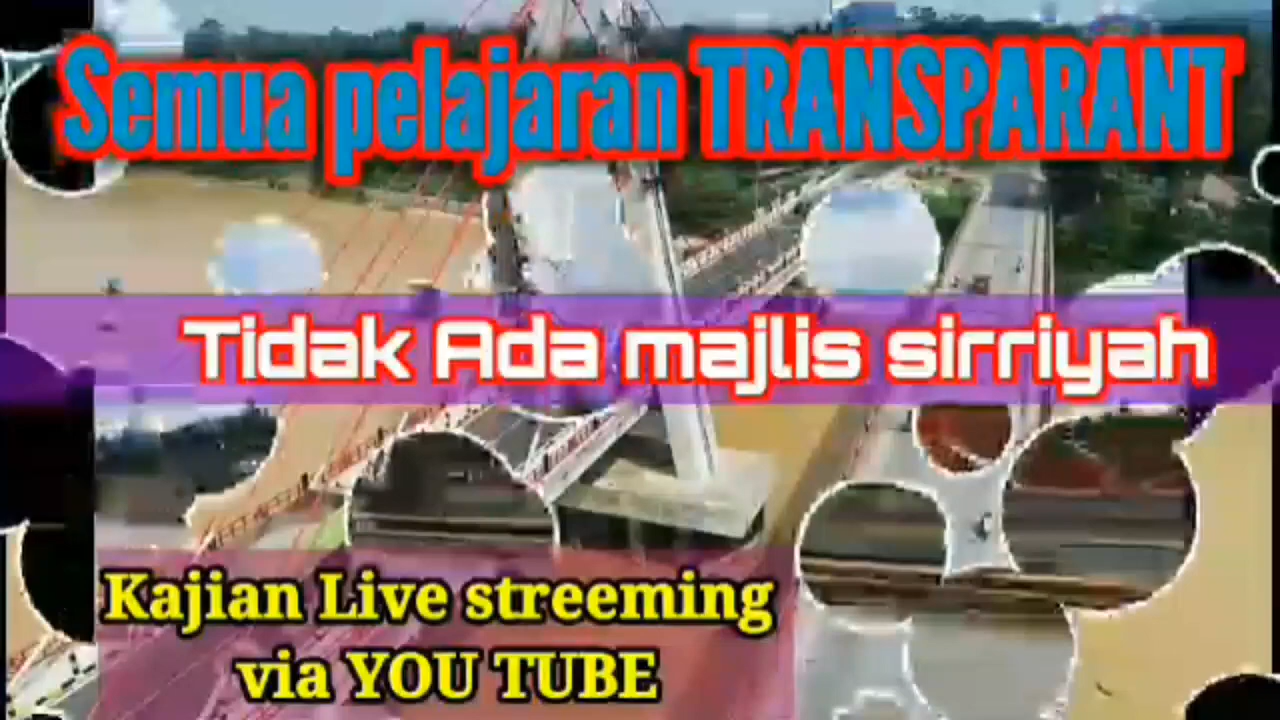 Semua pelajaran TRANSPARANT
Tidak Ada majlis sirriyah
Kajian Live streeming
via YOU TUBE